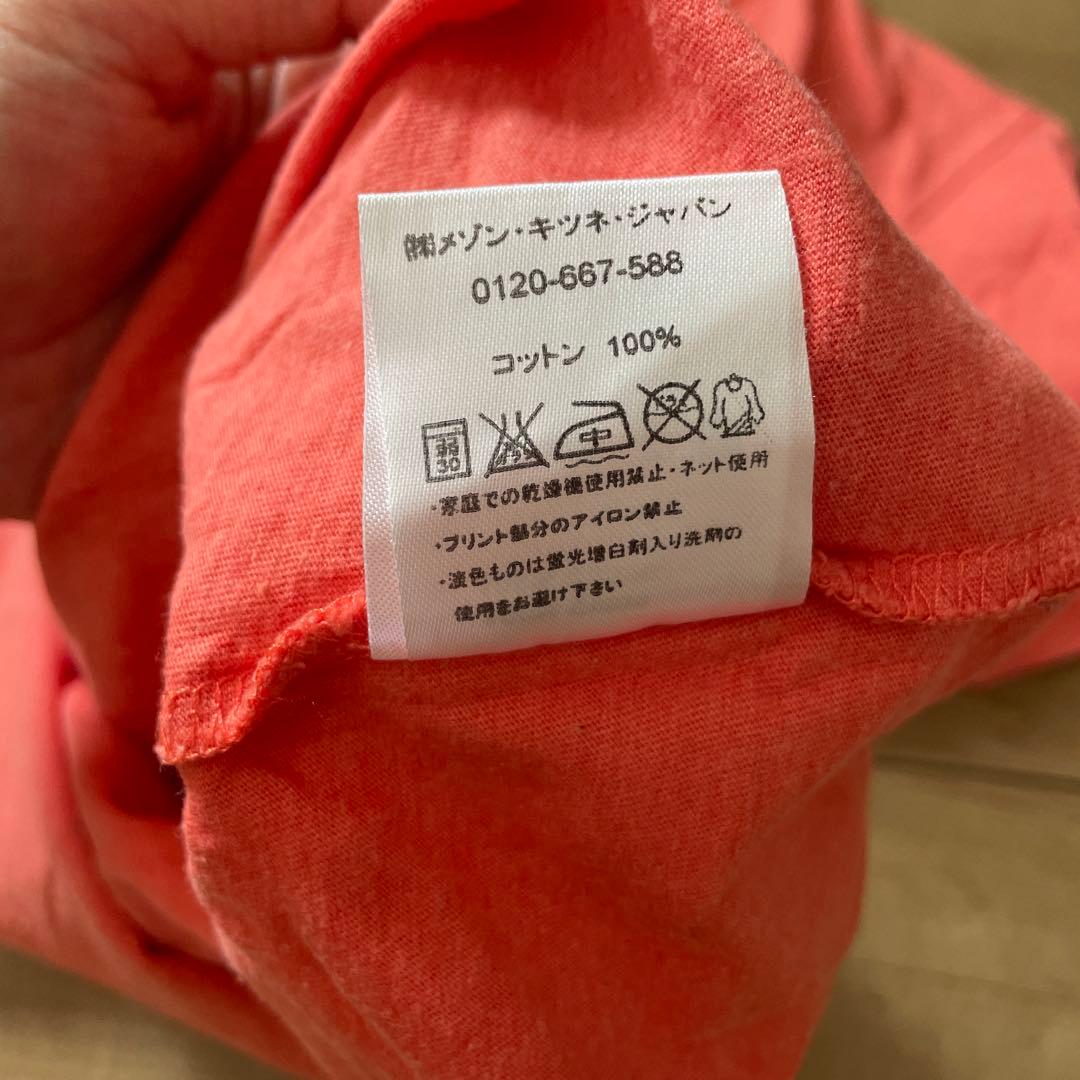 ㈱メゾン・キツネ・ジャパン
0120-667-588
コットン 100%
弱 30 中
・家庭での乾燥機使用禁止・ネット使用
・プリント部分のアイロン禁止
・淡色ものは蛍光増白剤入り洗剤の
使用をお避け下さい